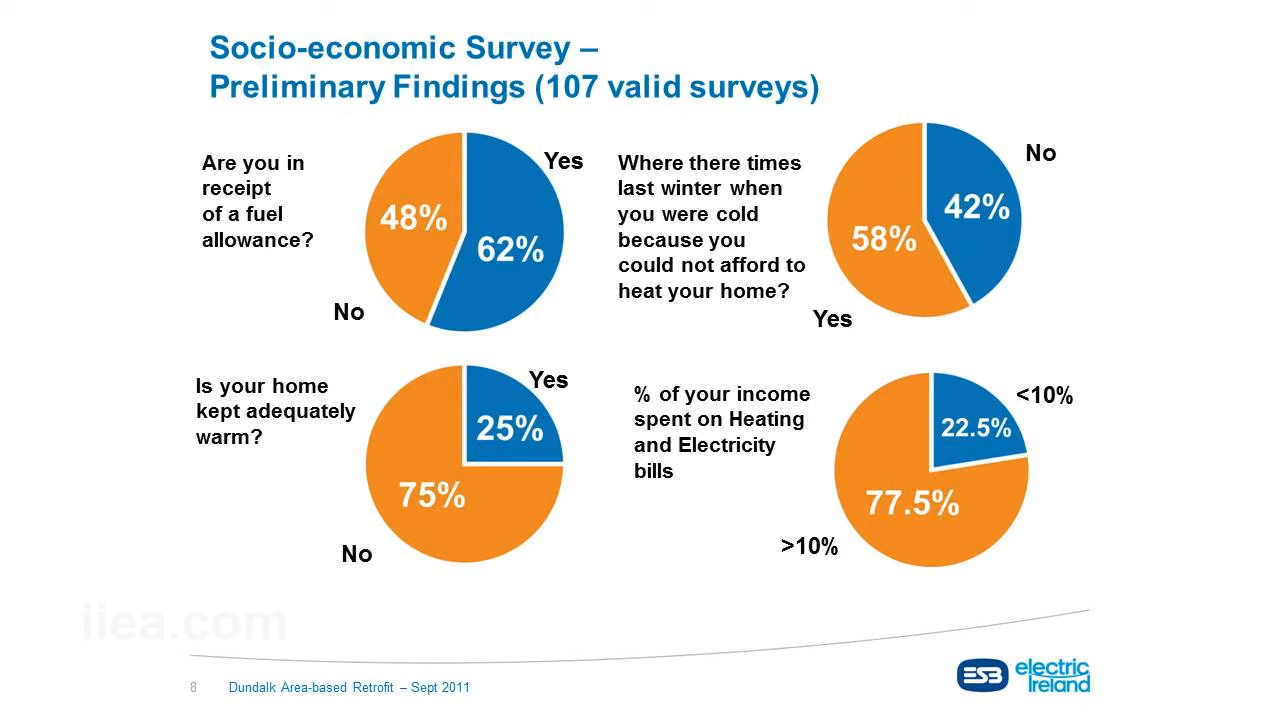 Socio-economic Survey –
Preliminary Findings (107 valid surveys)
Are you in
receipt
of a fuel
allowance?
Yes
48%
62%
No
Where there times
last winter when
you were cold
because you
could not afford to
heat your home?
No
42%
58%
Yes
Is your home
kept adequately
warm?
Yes
25%
75%
No
% of your income
spent on Heating
and Electricity
bills
<10%
22.5%
77.5%
>10%
iiea.com
8
Dundalk Area-based Retrofit – Sept 2011
ESB
electric
Ireland